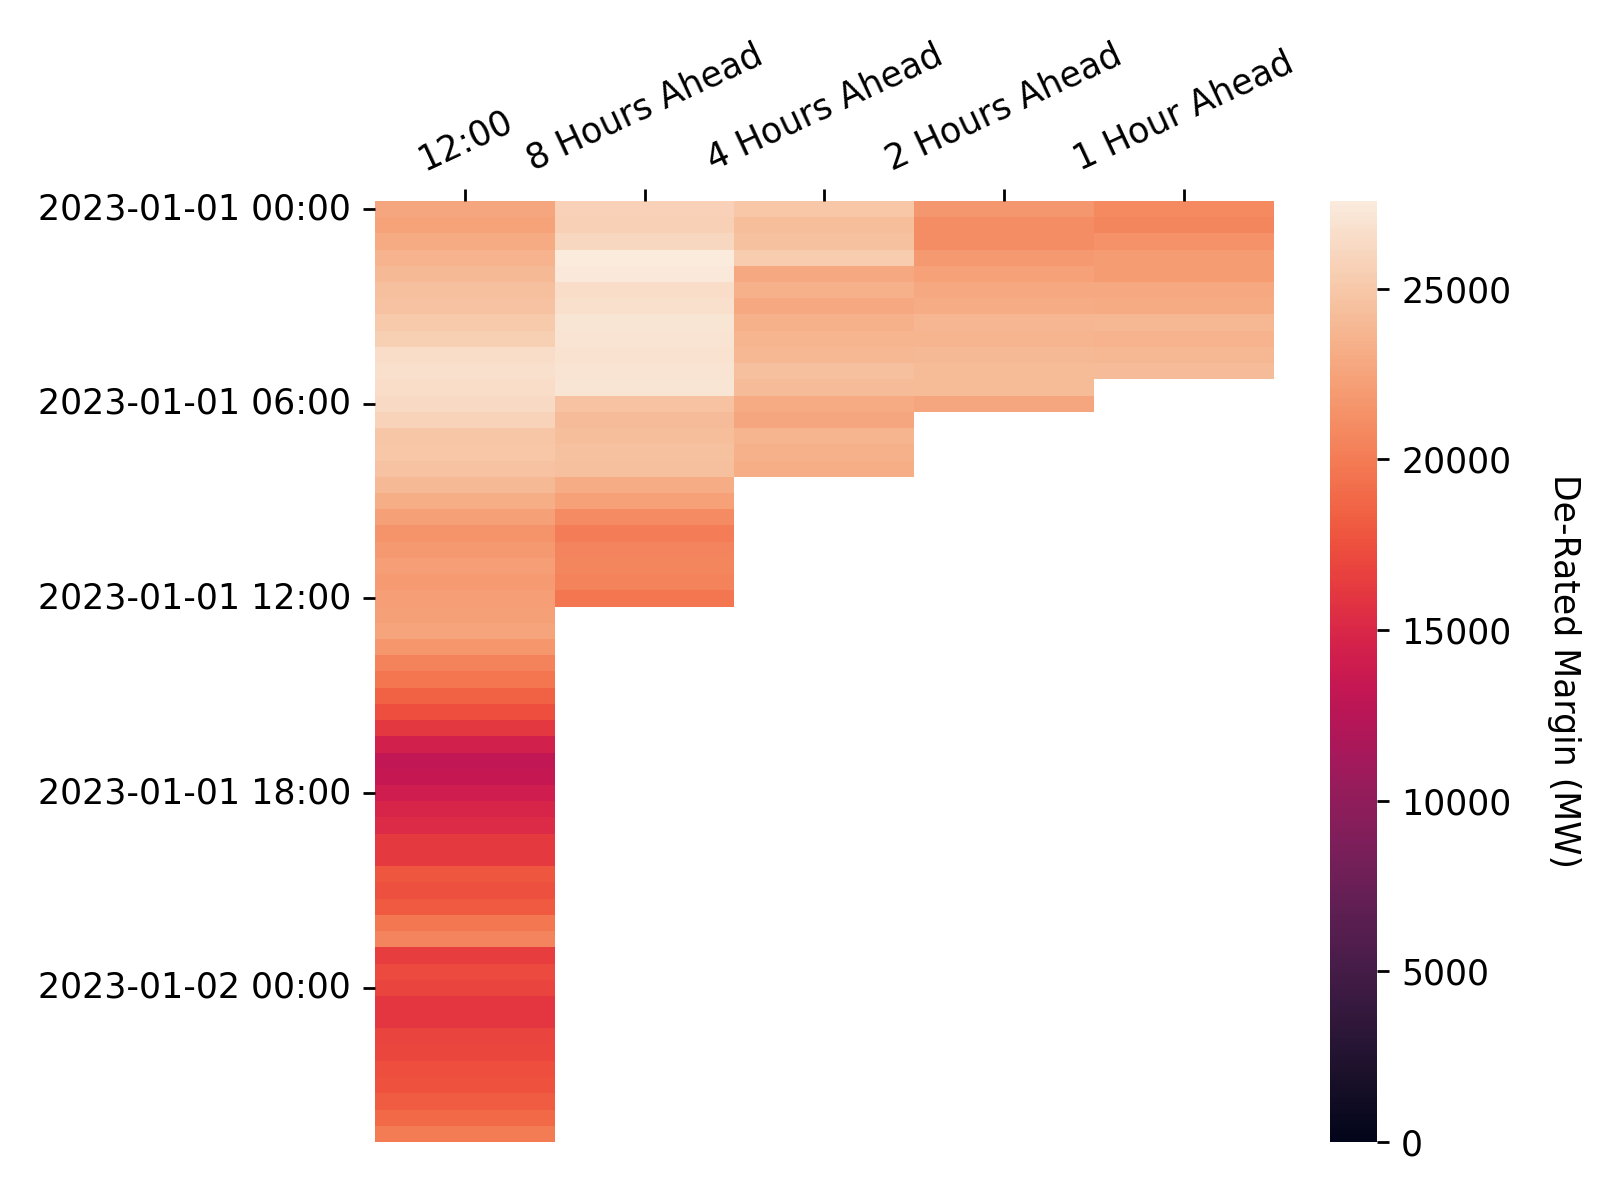 12:00
8 Hours Ahead
4 Hours Ahead
2 Hours Ahead
1 Hour Ahead
2023-01-01 00:00
2023-01-01 06:00
2023-01-01 12:00
2023-01-01 18:00
2023-01-02 00:00
25000
20000
15000
10000
5000
0
De-Rated Margin (MW)